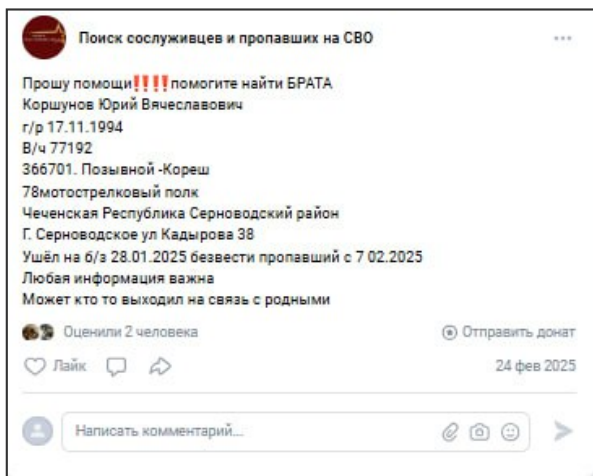 Поиск сослуживцев и пропавших на СВО
Прошу помощи‼️‼️помогите найти БРАТА
Коршунов Юрий Вячеславович
г/р 17.11.1994
В/ч 77192
366701. Позывной -Кореш
78мотострелковый полк
Чеченская Республика Серноводский район
Г. Серноводское ул Кадырова 38
Ушёл на б/з 28.01.2025 безвести пропавший с 7 02.2025
Любая информация важна
Может кто то выходил на связь с родными
Оценили 2 человека
Отправить донат
Лайк
24 фев 2025
Написать комментарий...